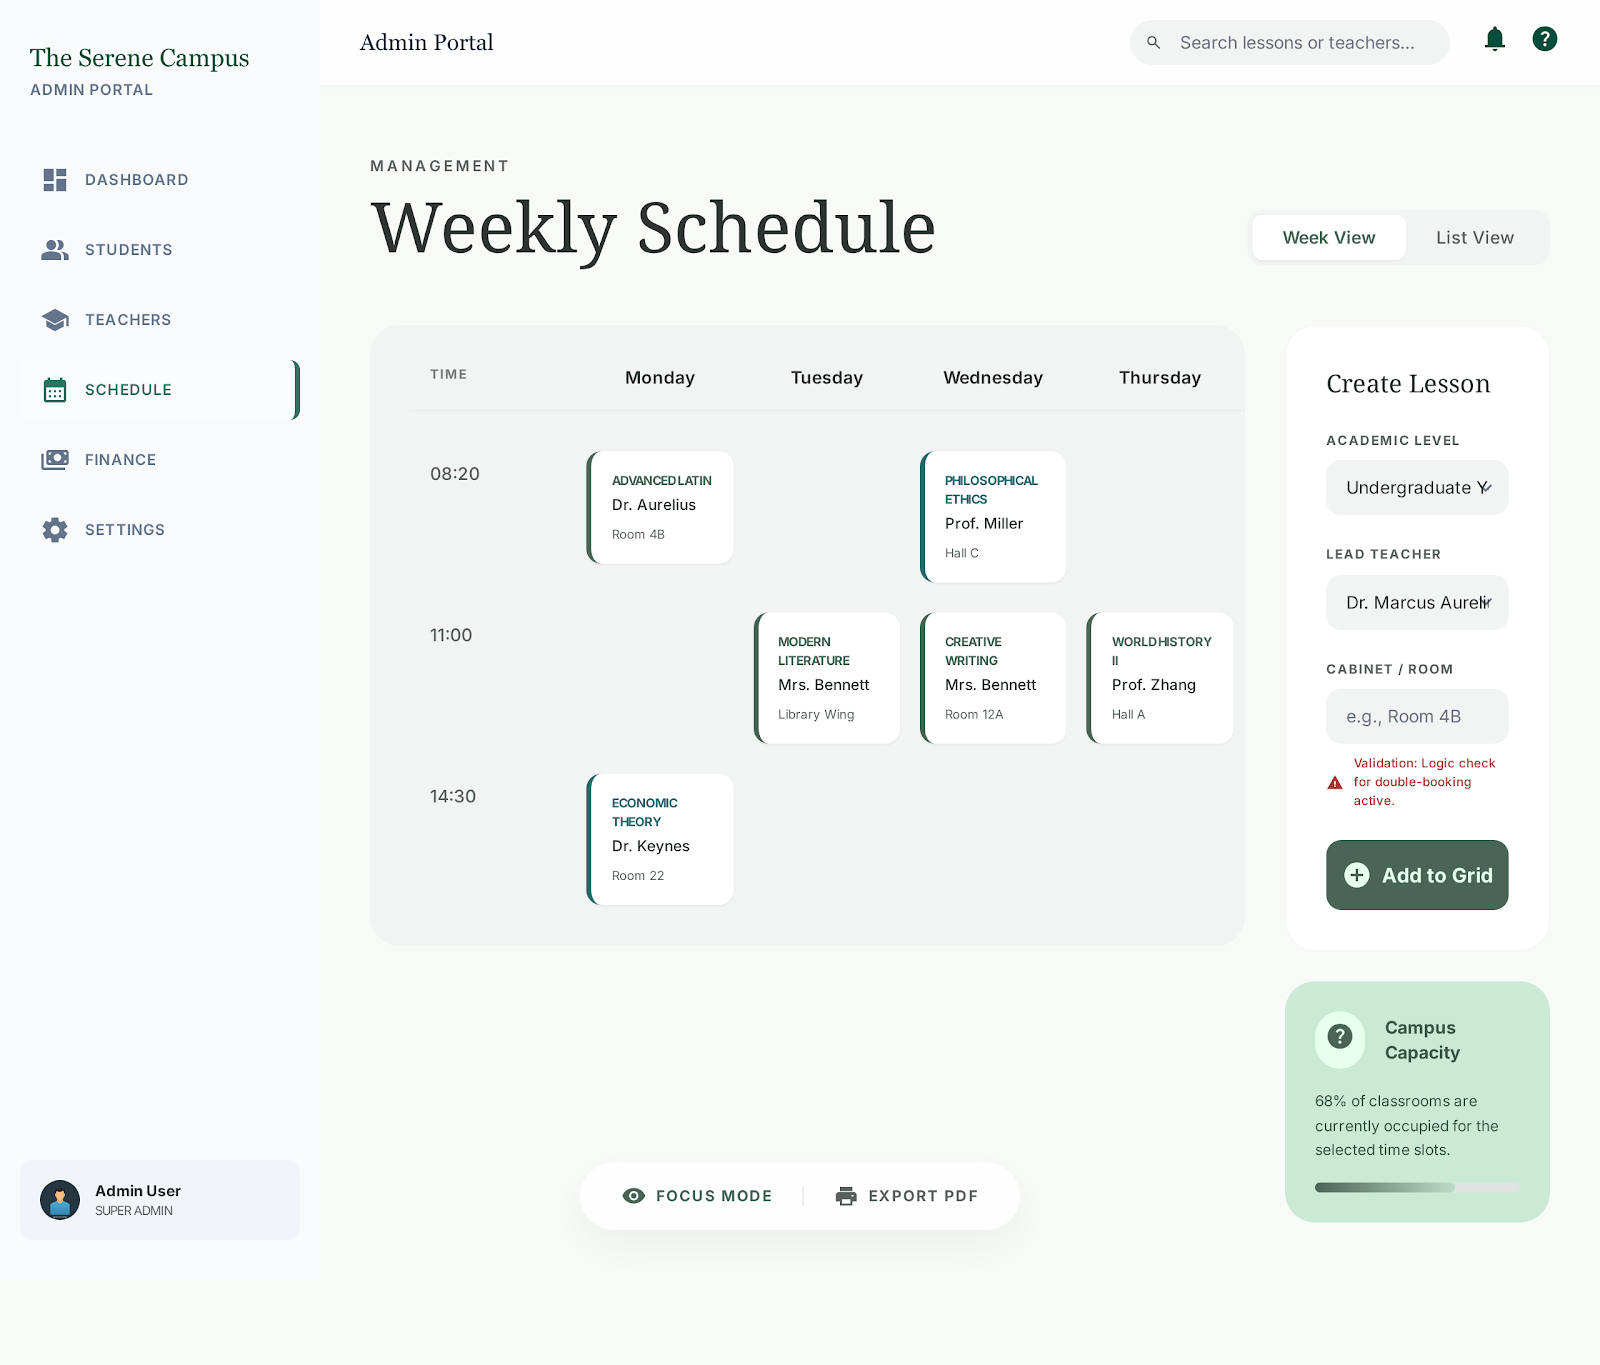 The Serene Campus
ADMIN PORTAL
DASHBOARD
STUDENTS
TEACHERS
SCHEDULE
FINANCE
SETTINGS
Admin User
SUPER ADMIN
Admin Portal
Search lessons or teachers...
MANAGEMENT
Weekly Schedule
Week View
List View
TIME
Monday
Tuesday
Wednesday
Thursday
08:20
ADVANCED LATIN
Dr. Aurelius
Room 4B
PHILOSOPHICAL
ETHICS
Prof. Miller
Hall C
11:00
MODERN
LITERATURE
Mrs. Bennett
Library Wing
CREATIVE
WRITING
Mrs. Bennett
Room 12A
WORLD HISTORY
II
Prof. Zhang
Hall A
14:30
ECONOMIC
THEORY
Dr. Keynes
Room 22
Create Lesson
ACADEMIC LEVEL
Undergraduate Y
LEAD TEACHER
Dr. Marcus Aureli
CABINET / ROOM
e.g., Room 4B
Validation: Logic check
for double-booking
active.
Add to Grid
Campus
Capacity
68% of classrooms are
currently occupied for the
selected time slots.
FOCUS MODE
EXPORT PDF